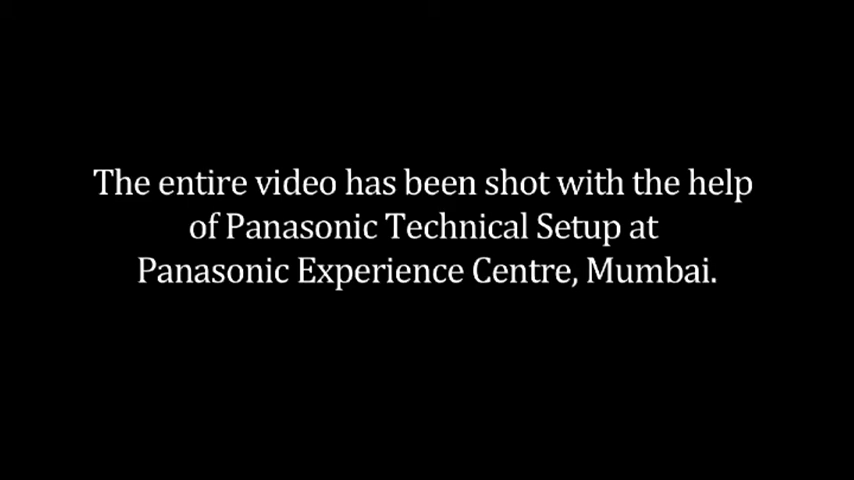 The entire video has been shot with the help
of Panasonic Technical Setup at
Panasonic Experience Centre, Mumbai.